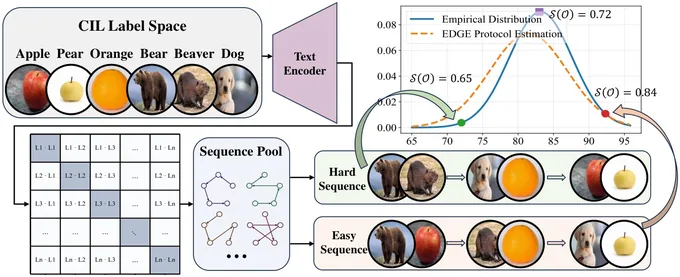 CIL Label Space
Apple Pear Orange Bear Beaver Dog
Text
Encoder
Empirical Distribution
EDGE Protocol Estimation
𝒮(𝒪) = 0.72
𝒮(𝒪) = 0.65
𝒮(𝒪) = 0.84
0.08
0.06
0.04
0.02
0.00
65 70 75 80 85 90 95
L1 · L1 L1 · L2 L1 · L3 ... L1 · Ln
L2 · L1 L2 · L2 L2 · L3 ... L2 · Ln
L3 · L1 L3 · L2 L3 · L3 ... L3 · Ln
... ... ... ⋱ ...
Ln · L1 Ln · L2 Ln · L3 ... Ln · Ln
Sequence Pool
...
Hard
Sequence
Easy
Sequence